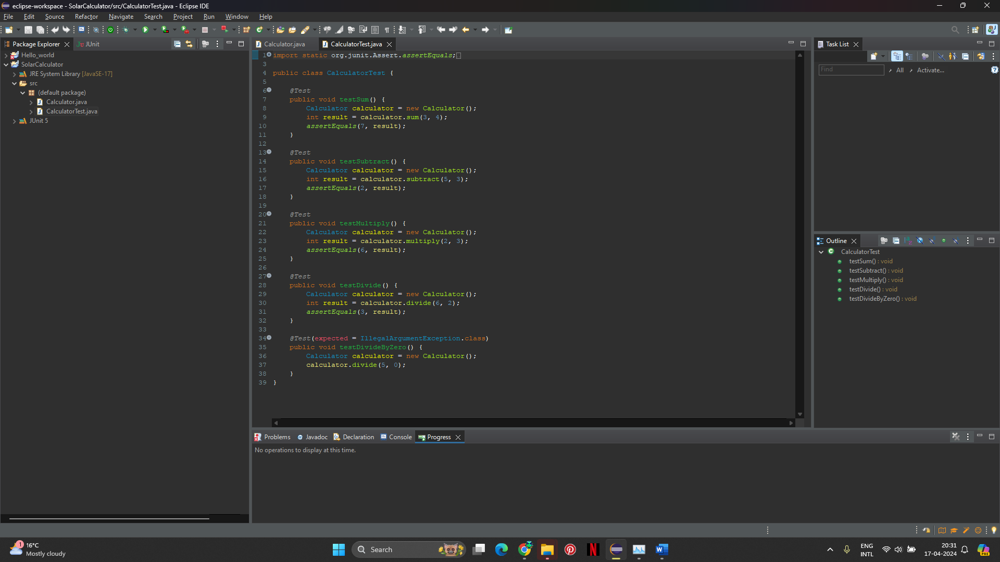 eclipse-workspace - SolarCalculator/src/CalculatorTest.java - Eclipse IDE
File Edit Source Refactor Navigate Search Project Run Window Help
Package Explorer
JUnit
Hello_world
SolarCalculator
JRE System Library [JavaSE-17]
src
(default package)
Calculator.java
CalculatorTest.java
JUnit 5
Calculator.java
CalculatorTest.java
1 import static org.junit.Assert.assertEquals;
3
4 public class CalculatorTest {
5
6 @Test
7 public void testSum() {
8 Calculator calculator = new Calculator();
9 int result = calculator.sum(3, 4);
10 assertEquals(7, result);
11 }
12
13 @Test
14 public void testSubtract() {
15 Calculator calculator = new Calculator();
16 int result = calculator.subtract(5, 3);
17 assertEquals(2, result);
18 }
19
20 @Test
21 public void testMultiply() {
22 Calculator calculator = new Calculator();
23 int result = calculator.multiply(2, 3);
24 assertEquals(6, result);
25 }
26
27 @Test
28 public void testDivide() {
29 Calculator calculator = new Calculator();
30 int result = calculator.divide(6, 2);
31 assertEquals(3, result);
32 }
33
34 @Test(expected = IllegalArgumentException.class)
35 public void testDivideByZero() {
36 Calculator calculator = new Calculator();
37 calculator.divide(5, 0);
38 }
39 }
Task List
Find
All
Activate...
Outline
CalculatorTest
testSum() : void
testSubtract() : void
testMultiply() : void
testDivide() : void
testDivideByZero() : void
Problems
Javadoc
Declaration
Console
Progress
No operations to display at this time.
1
16°C
Mostly cloudy
Search
ENG
INTL
20:31
17-04-2024
PRE